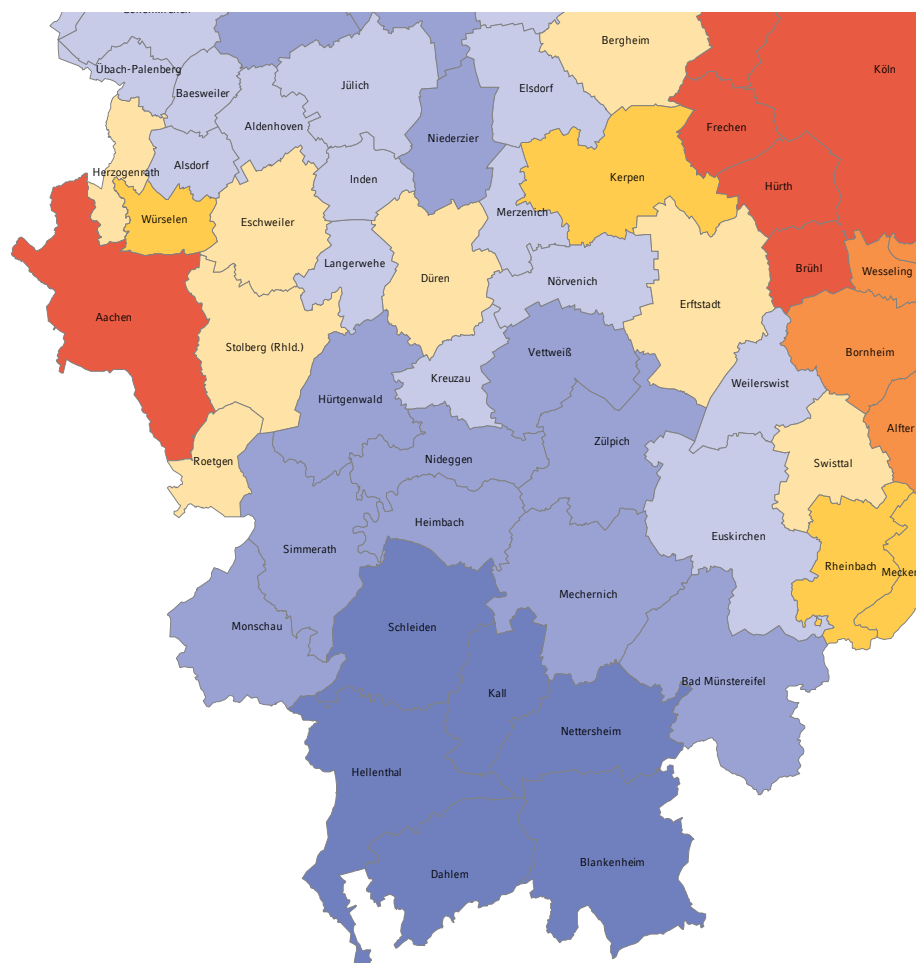 Bergheim
Übach-Palenberg
Köln
Jülich
Elsdorf
Baesweiler
Aldenhoven
Frechen
Niederzier
Alsdorf
Herzogenrath
Inden
Kerpen
Hürth
Würselen
Eschweiler
Merzenich
Langerwehe
Brühl
Wesseling
Düren
Nörvenich
Erftstadt
Aachen
Stolberg (Rhld.)
Vettweiß
Bornheim
Kreuzau
Weilerswist
Hürtgenwald
Alfter
Zülpich
Roetgen
Nideggen
Swisttal
Heimbach
Euskirchen
Simmerath
Rheinbach
Mecken
Mechernich
Monschau
Schleiden
Bad Münstereifel
Kall
Nettersheim
Hellenthal
Blankenheim
Dahlem